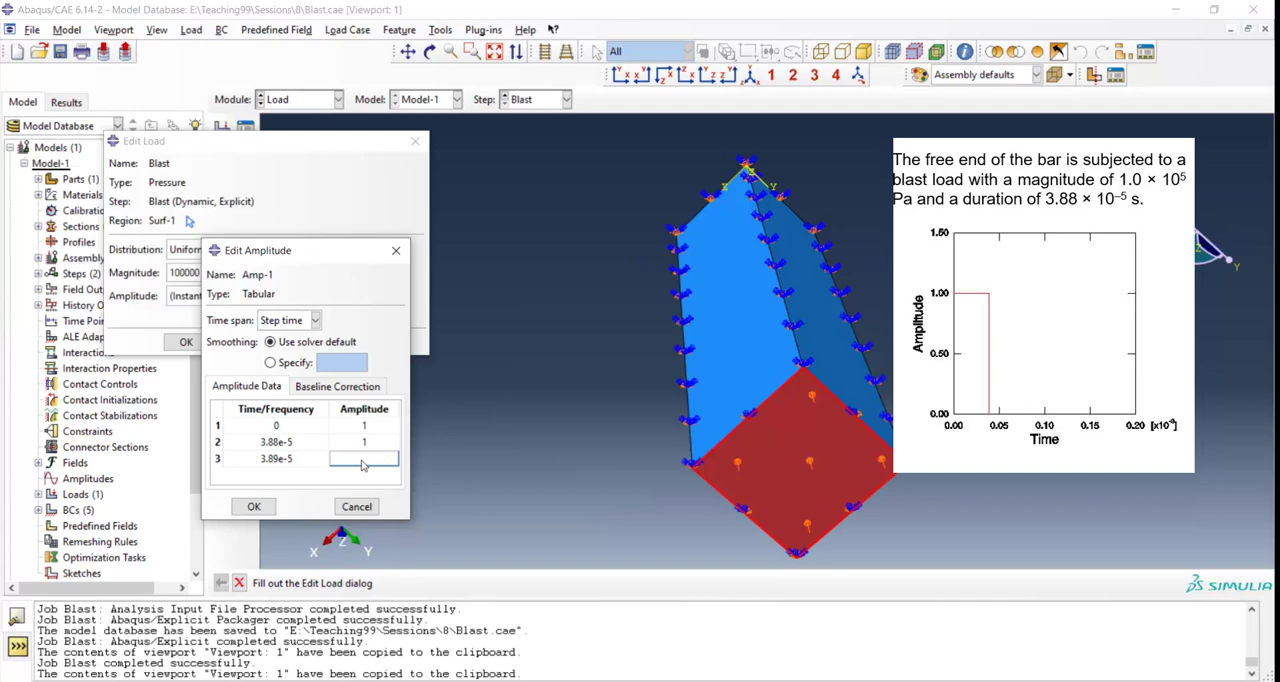 Abaqus/CAE 6.14-2 - Model Database: E:\Teaching99\Sessions\8\Blast.cae [Viewport: 1]
File Model Viewport View Load BC Predefined Field Load Case Feature Tools Plug-ins Help
All
1 2 3 4 Assembly defaults
Model Results Module: Load Model: Model-1 Step: Blast
Model Database
Models (1)
Model-1
Parts (1)
Materials
Calibrat
Sections
Profiles
Assembly
Steps (2)
Field Out
History O
Time Poi
ALE Adap
Interactio
Interaction Properties
Contact Controls
Contact Initializations
Contact Stabilizations
Constraints
Connector Sections
Fields
Amplitudes
Loads (1)
BCs (5)
Predefined Fields
Remeshing Rules
Optimization Tasks
Sketches
Edit Load
Name: Blast
Type: Pressure
Step: Blast (Dynamic, Explicit)
Region: Surf-1
Distribution: Uniform
Magnitude: 100000
Amplitude: (Instant
OK
Edit Amplitude
Name: Amp-1
Type: Tabular
Time span: Step time
Smoothing: Use solver default
Specify:
Amplitude Data Baseline Correction
Time/Frequency Amplitude
1 0 1
2 3.88e-5 1
3 3.89e-5
OK Cancel
X Y
X Z Y
The free end of the bar is subjected to a
blast load with a magnitude of 1.0 × 10⁵
Pa and a duration of 3.88 × 10⁻⁵ s.
1.50
1.00
0.50
0.00
Amplitude
0.00 0.05 0.10 0.15 0.20 [x10⁻³]
Time
Z Y
Fill out the Edit Load dialog
SIMULIA
Job Blast: Analysis Input File Processor completed successfully.
Job Blast: Abaqus/Explicit Packager completed successfully.
The model database has been saved to "E:\Teaching99\Sessions\8\Blast.cae".
Job Blast: Abaqus/Explicit completed successfully.
The contents of viewport "Viewport: 1" have been copied to the clipboard.
Job Blast completed successfully.
The contents of viewport "Viewport: 1" have been copied to the clipboard.